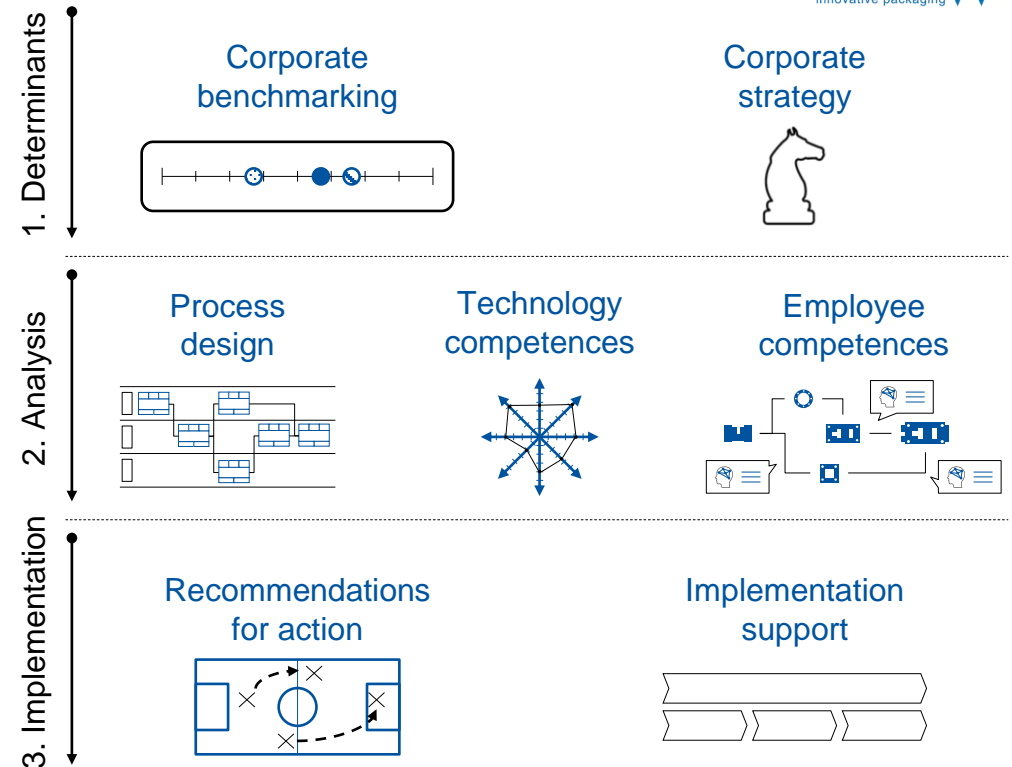 innovative packaging
1. Determinants
Corporate
benchmarking
Corporate
strategy
2. Analysis
Process
design
Technology
competences
Employee
competences
3. Implementation
Recommendations
for action
Implementation
support